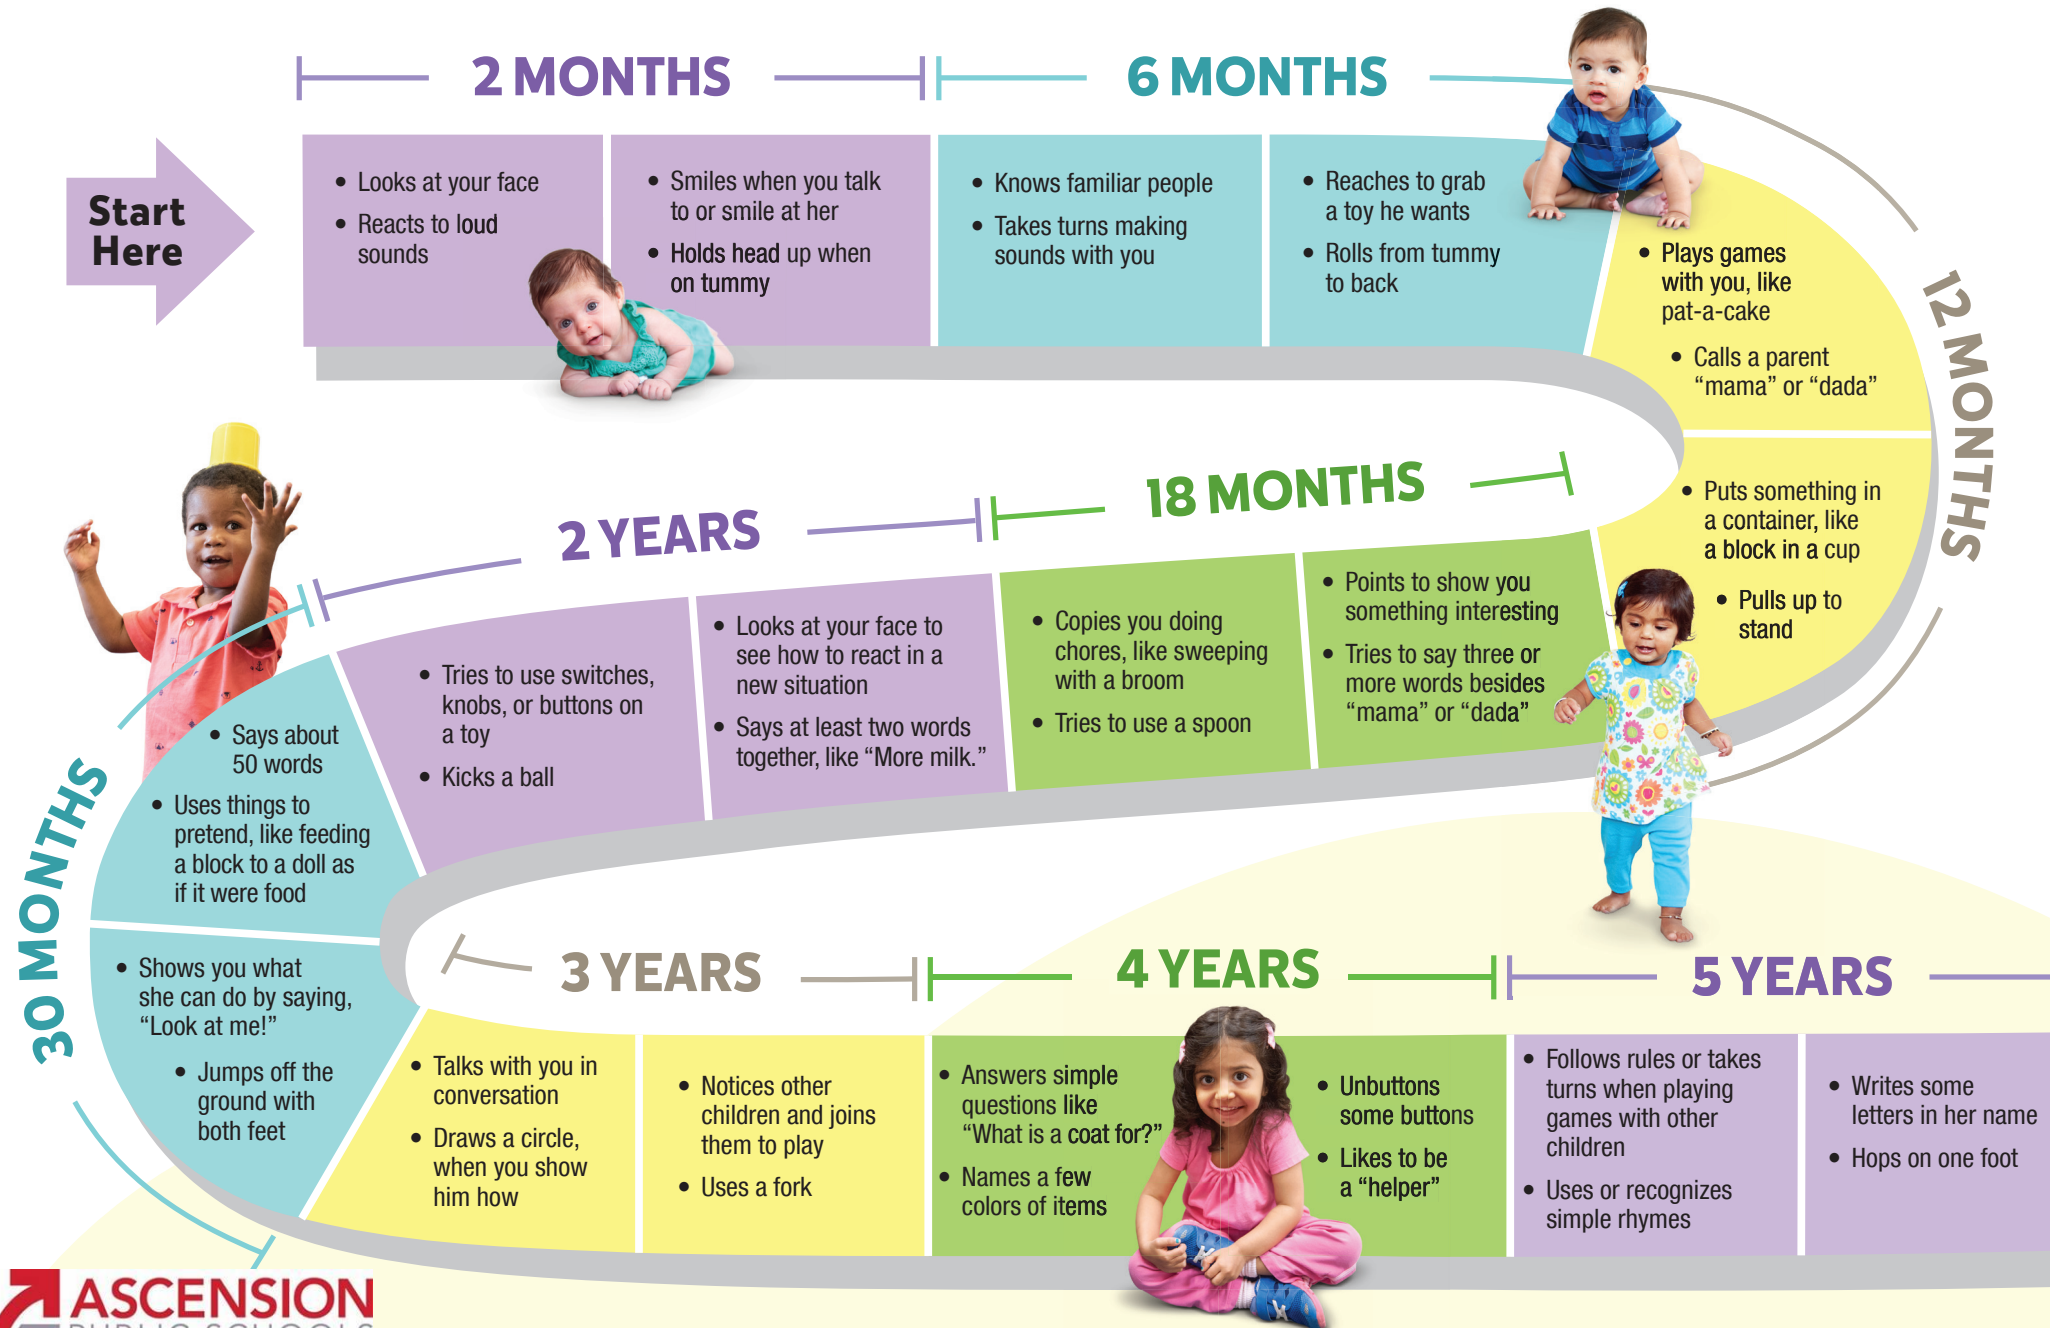 2 MONTHS
6 MONTHS
Start
Here
• Looks at your face
• Reacts to loud
sounds
• Smiles when you talk
to or smile at her
• Holds head up when
on tummy
• Knows familiar people
• Takes turns making
sounds with you
• Reaches to grab
a toy he wants
• Rolls from tummy
to back
12 MONTHS
• Plays games
with you, like
pat-a-cake
• Calls a parent
“mama” or “dada”
• Puts something in
a container, like
a block in a cup
• Pulls up to
stand
18 MONTHS
• Points to show you
something interesting
• Tries to say three or
more words besides
“mama” or “dada”
• Copies you doing
chores, like sweeping
with a broom
• Tries to use a spoon
2 YEARS
• Looks at your face to
see how to react in a
new situation
• Says at least two words
together, like “More milk.”
• Tries to use switches,
knobs, or buttons on
a toy
• Kicks a ball
30 MONTHS
• Says about
50 words
• Uses things to
pretend, like feeding
a block to a doll as
if it were food
• Shows you what
she can do by saying,
“Look at me!”
• Jumps off the
ground with
both feet
3 YEARS
• Talks with you in
conversation
• Draws a circle,
when you show
him how
• Notices other
children and joins
them to play
• Uses a fork
4 YEARS
• Answers simple
questions like
“What is a coat for?”
• Names a few
colors of items
• Unbuttons
some buttons
• Likes to be
a “helper”
5 YEARS
• Follows rules or takes
turns when playing
games with other
children
• Uses or recognizes
simple rhymes
• Writes some
letters in her name
• Hops on one foot
ASCENSION
PUBLIC SCHOOLS